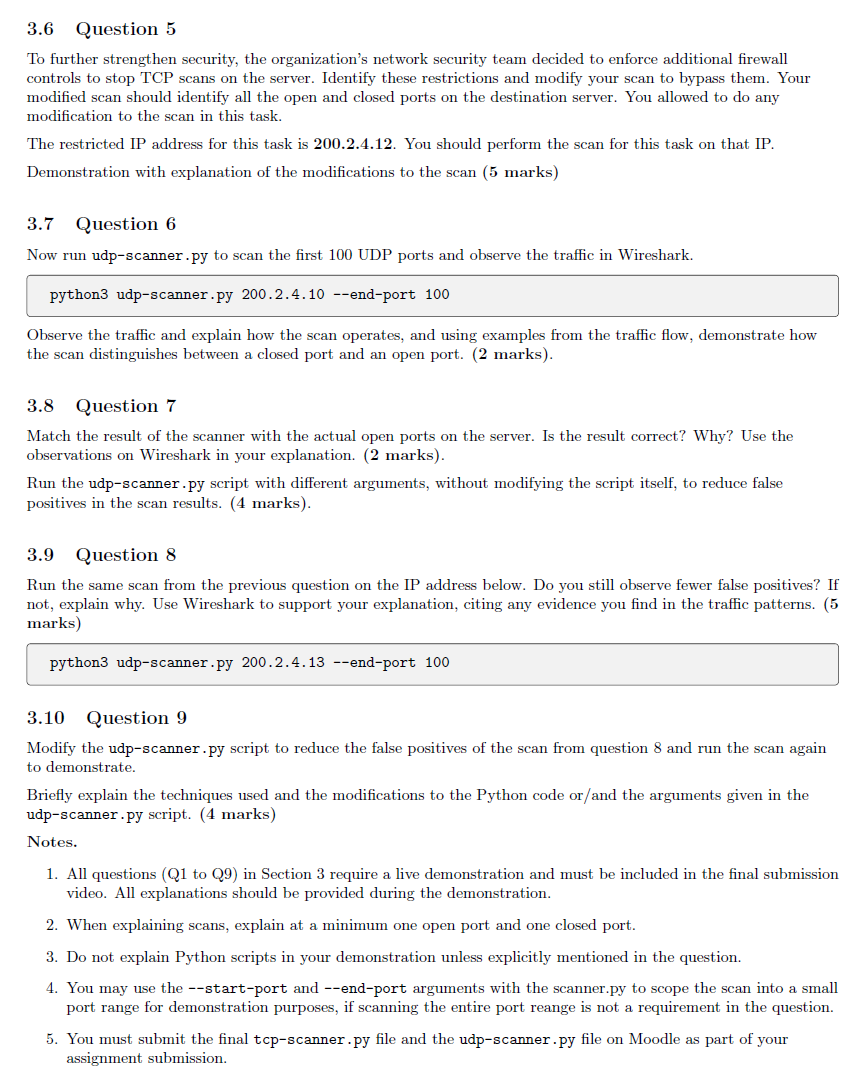 3.6 Question 5
To further strengthen security, the organization's network security team decided to enforce additional firewall
controls to stop TCP scans on the server. Identify these restrictions and modify your scan to bypass them. Your
modified scan should identify all the open and closed ports on the destination server. You allowed to do any
modification to the scan in this task.
The restricted IP address for this task is 200.2.4.12. You should perform the scan for this task on that IP.
Demonstration with explanation of the modifications to the scan (5 marks)
3.7 Question 6
Now run udp-scanner.py to scan the first 100 UDP ports and observe the traffic in Wireshark.
python3 udp-scanner.py 200.2.4.10 --end-port 100
Observe the traffic and explain how the scan operates, and using examples from the traffic flow, demonstrate how
the scan distinguishes between a closed port and an open port. (2 marks).
3.8 Question 7
Match the result of the scanner with the actual open ports on the server. Is the result correct? Why? Use the
observations on Wireshark in your explanation. (2 marks).
Run the udp-scanner.py script with different arguments, without modifying the script itself, to reduce false
positives in the scan results. (4 marks).
3.9 Question 8
Run the same scan from the previous question on the IP address below. Do you still observe fewer false positives? If
not, explain why. Use Wireshark to support your explanation, citing any evidence you find in the traffic patterns. (5
marks)
python3 udp-scanner.py 200.2.4.13 --end-port 100
3.10 Question 9
Modify the udp-scanner.py script to reduce the false positives of the scan from question 8 and run the scan again
to demonstrate.
Briefly explain the techniques used and the modifications to the Python code or/and the arguments given in the
udp-scanner.py script. (4 marks)
Notes.
1. All questions (Q1 to Q9) in Section 3 require a live demonstration and must be included in the final submission
video. All explanations should be provided during the demonstration.
2. When explaining scans, explain at a minimum one open port and one closed port.
3. Do not explain Python scripts in your demonstration unless explicitly mentioned in the question.
4. You may use the --start-port and --end-port arguments with the scanner.py to scope the scan into a small
port range for demonstration purposes, if scanning the entire port reange is not a requirement in the question.
5. You must submit the final tcp-scanner.py file and the udp-scanner.py file on Moodle as part of your
assignment submission.